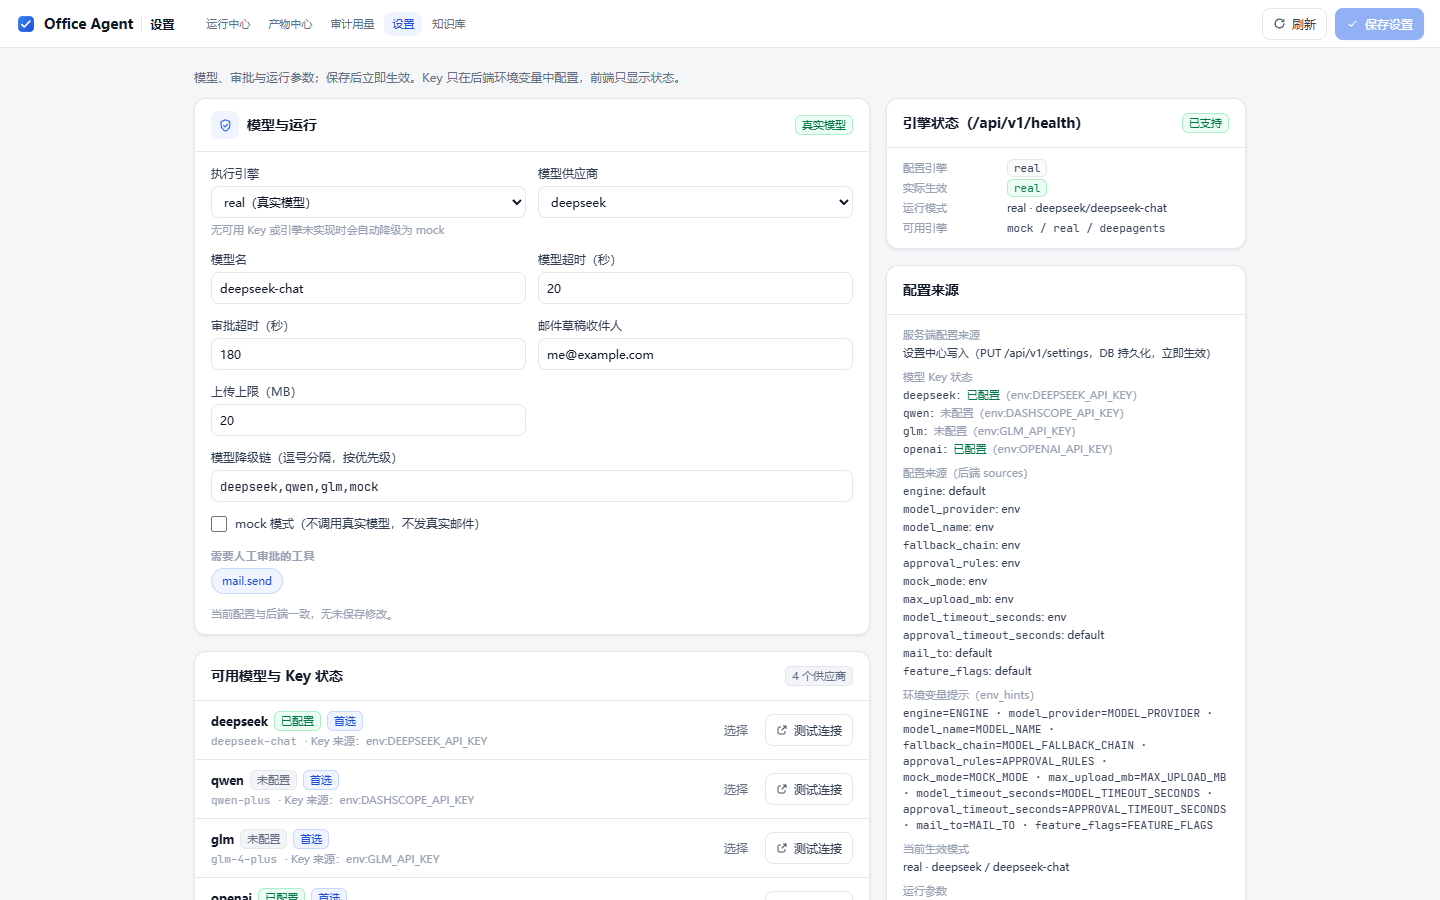 Office Agent 设置 运行中心 产物中心 审计用量 设置 知识库 刷新 保存设置
模型、审批与运行参数；保存后立即生效。Key 只在后端环境变量中配置，前端只显示状态。
模型与运行 真实模型
执行引擎 模型供应商
real（真实模型） deepseek
无可用 Key 或引擎未实现时会自动降级为 mock
模型名 模型超时（秒）
deepseek-chat 20
审批超时（秒） 邮件草稿收件人
180 me@example.com
上传上限（MB）
20
模型降级链（逗号分隔，按优先级）
deepseek,qwen,glm,mock
mock 模式（不调用真实模型，不发真实邮件）
需要人工审批的工具
mail.send
当前配置与后端一致，无未保存修改。
可用模型与 Key 状态 4 个供应商
deepseek 已配置 首选
deepseek-chat · Key 来源：env:DEEPSEEK_API_KEY
选择 测试连接
qwen 未配置 首选
qwen-plus · Key 来源：env:DASHSCOPE_API_KEY
选择 测试连接
glm 未配置 首选
glm-4-plus · Key 来源：env:GLM_API_KEY
选择 测试连接
openai 已配置 首选
引擎状态（/api/v1/health） 已支持
配置引擎 real
实际生效 real
运行模式 real · deepseek/deepseek-chat
可用引擎 mock / real / deepagents
配置来源
服务端配置来源
设置中心写入（PUT /api/v1/settings，DB 持久化，立即生效）
模型 Key 状态
deepseek: 已配置（env:DEEPSEEK_API_KEY）
qwen: 未配置（env:DASHSCOPE_API_KEY）
glm: 未配置（env:GLM_API_KEY）
openai: 已配置（env:OPENAI_API_KEY）
配置来源（后端 sources）
engine: default
model_provider: env
model_name: env
fallback_chain: env
approval_rules: env
mock_mode: env
max_upload_mb: env
model_timeout_seconds: env
approval_timeout_seconds: default
mail_to: default
feature_flags: default
环境变量提示（env_hints）
engine=ENGINE · model_provider=MODEL_PROVIDER ·
model_name=MODEL_NAME ·
fallback_chain=MODEL_FALLBACK_CHAIN ·
approval_rules=APPROVAL_RULES ·
mock_mode=MOCK_MODE · max_upload_mb=MAX_UPLOAD_MB
· model_timeout_seconds=MODEL_TIMEOUT_SECONDS ·
approval_timeout_seconds=APPROVAL_TIMEOUT_SECONDS
· mail_to=MAIL_TO · feature_flags=FEATURE_FLAGS
当前生效模式
real · deepseek / deepseek-chat
运行参数